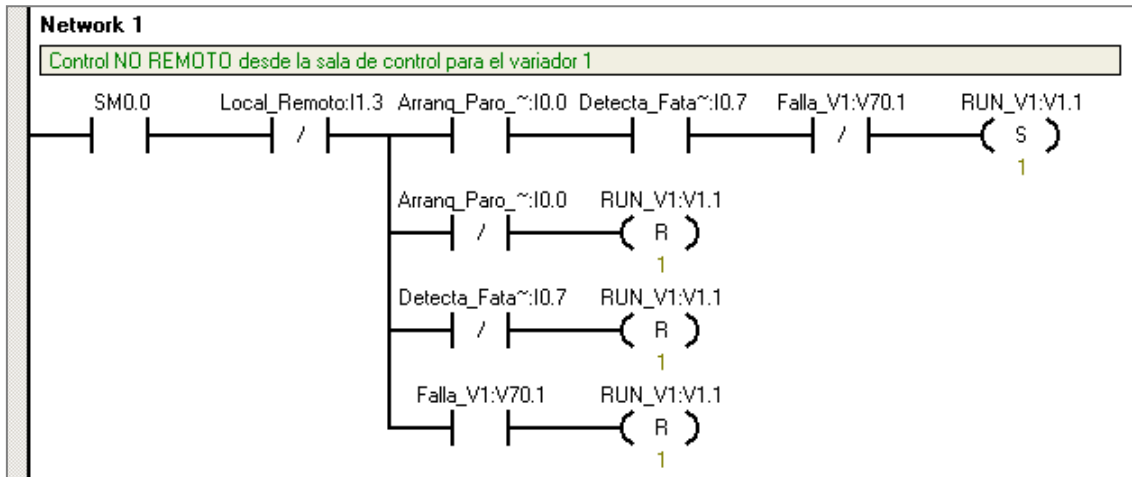 Network 1
Control NO REMOTO desde la sala de control para el variador 1
SM0.0 Local_Remoto:I1.3 Arranq_Paro_~:I0.0 Detecta_Fata~:I0.7 Falla_V1:V70.1 RUN_V1:V1.1
/ / S
1
Arranq_Paro_~:I0.0 RUN_V1:V1.1
/ R
1
Detecta_Fata~:I0.7 RUN_V1:V1.1
/ R
1
Falla_V1:V70.1 RUN_V1:V1.1
R
1